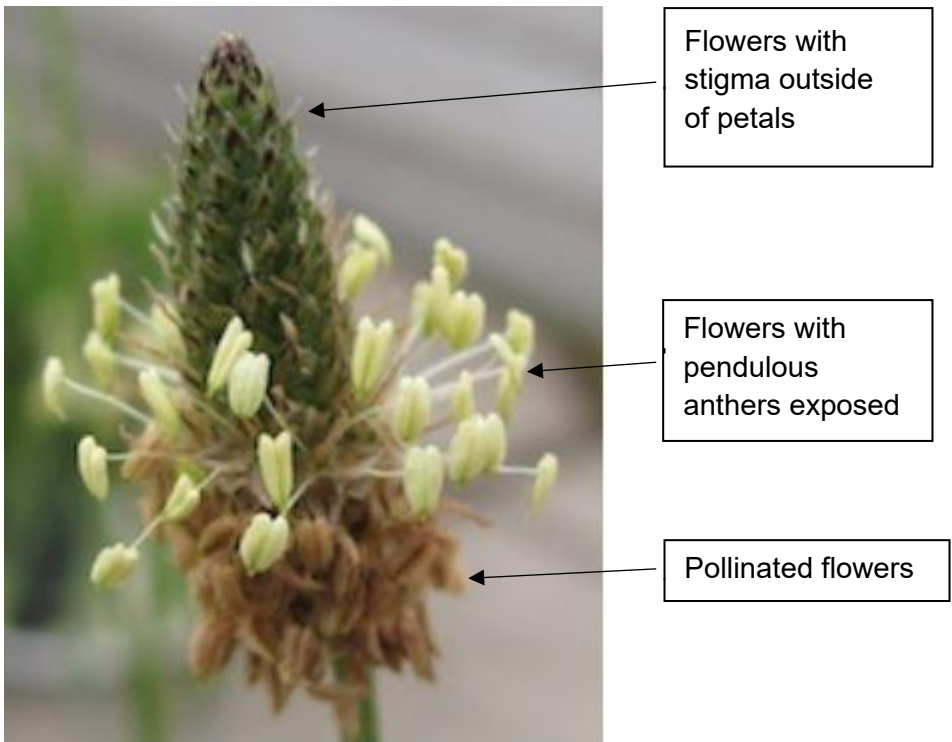 Flowers with
stigma outside
of petals
Flowers with
pendulous
anthers exposed
Pollinated flowers